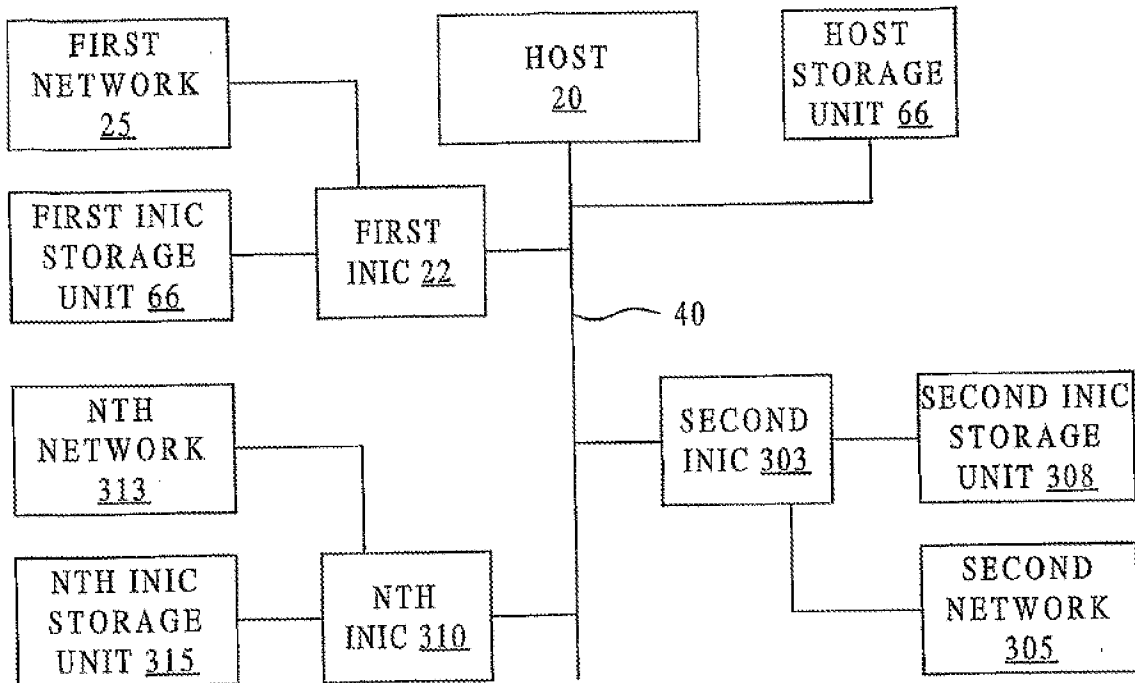 FIRST
NETWORK
25
HOST
20
HOST
STORAGE
UNIT 66
FIRST INIC
STORAGE
UNIT 66
FIRST
INIC 22
40
NTH
NETWORK
313
SECOND
INIC 303
SECOND INIC
STORAGE
UNIT 308
NTH INIC
STORAGE
UNIT 315
NTH
INIC 310
SECOND
NETWORK
305